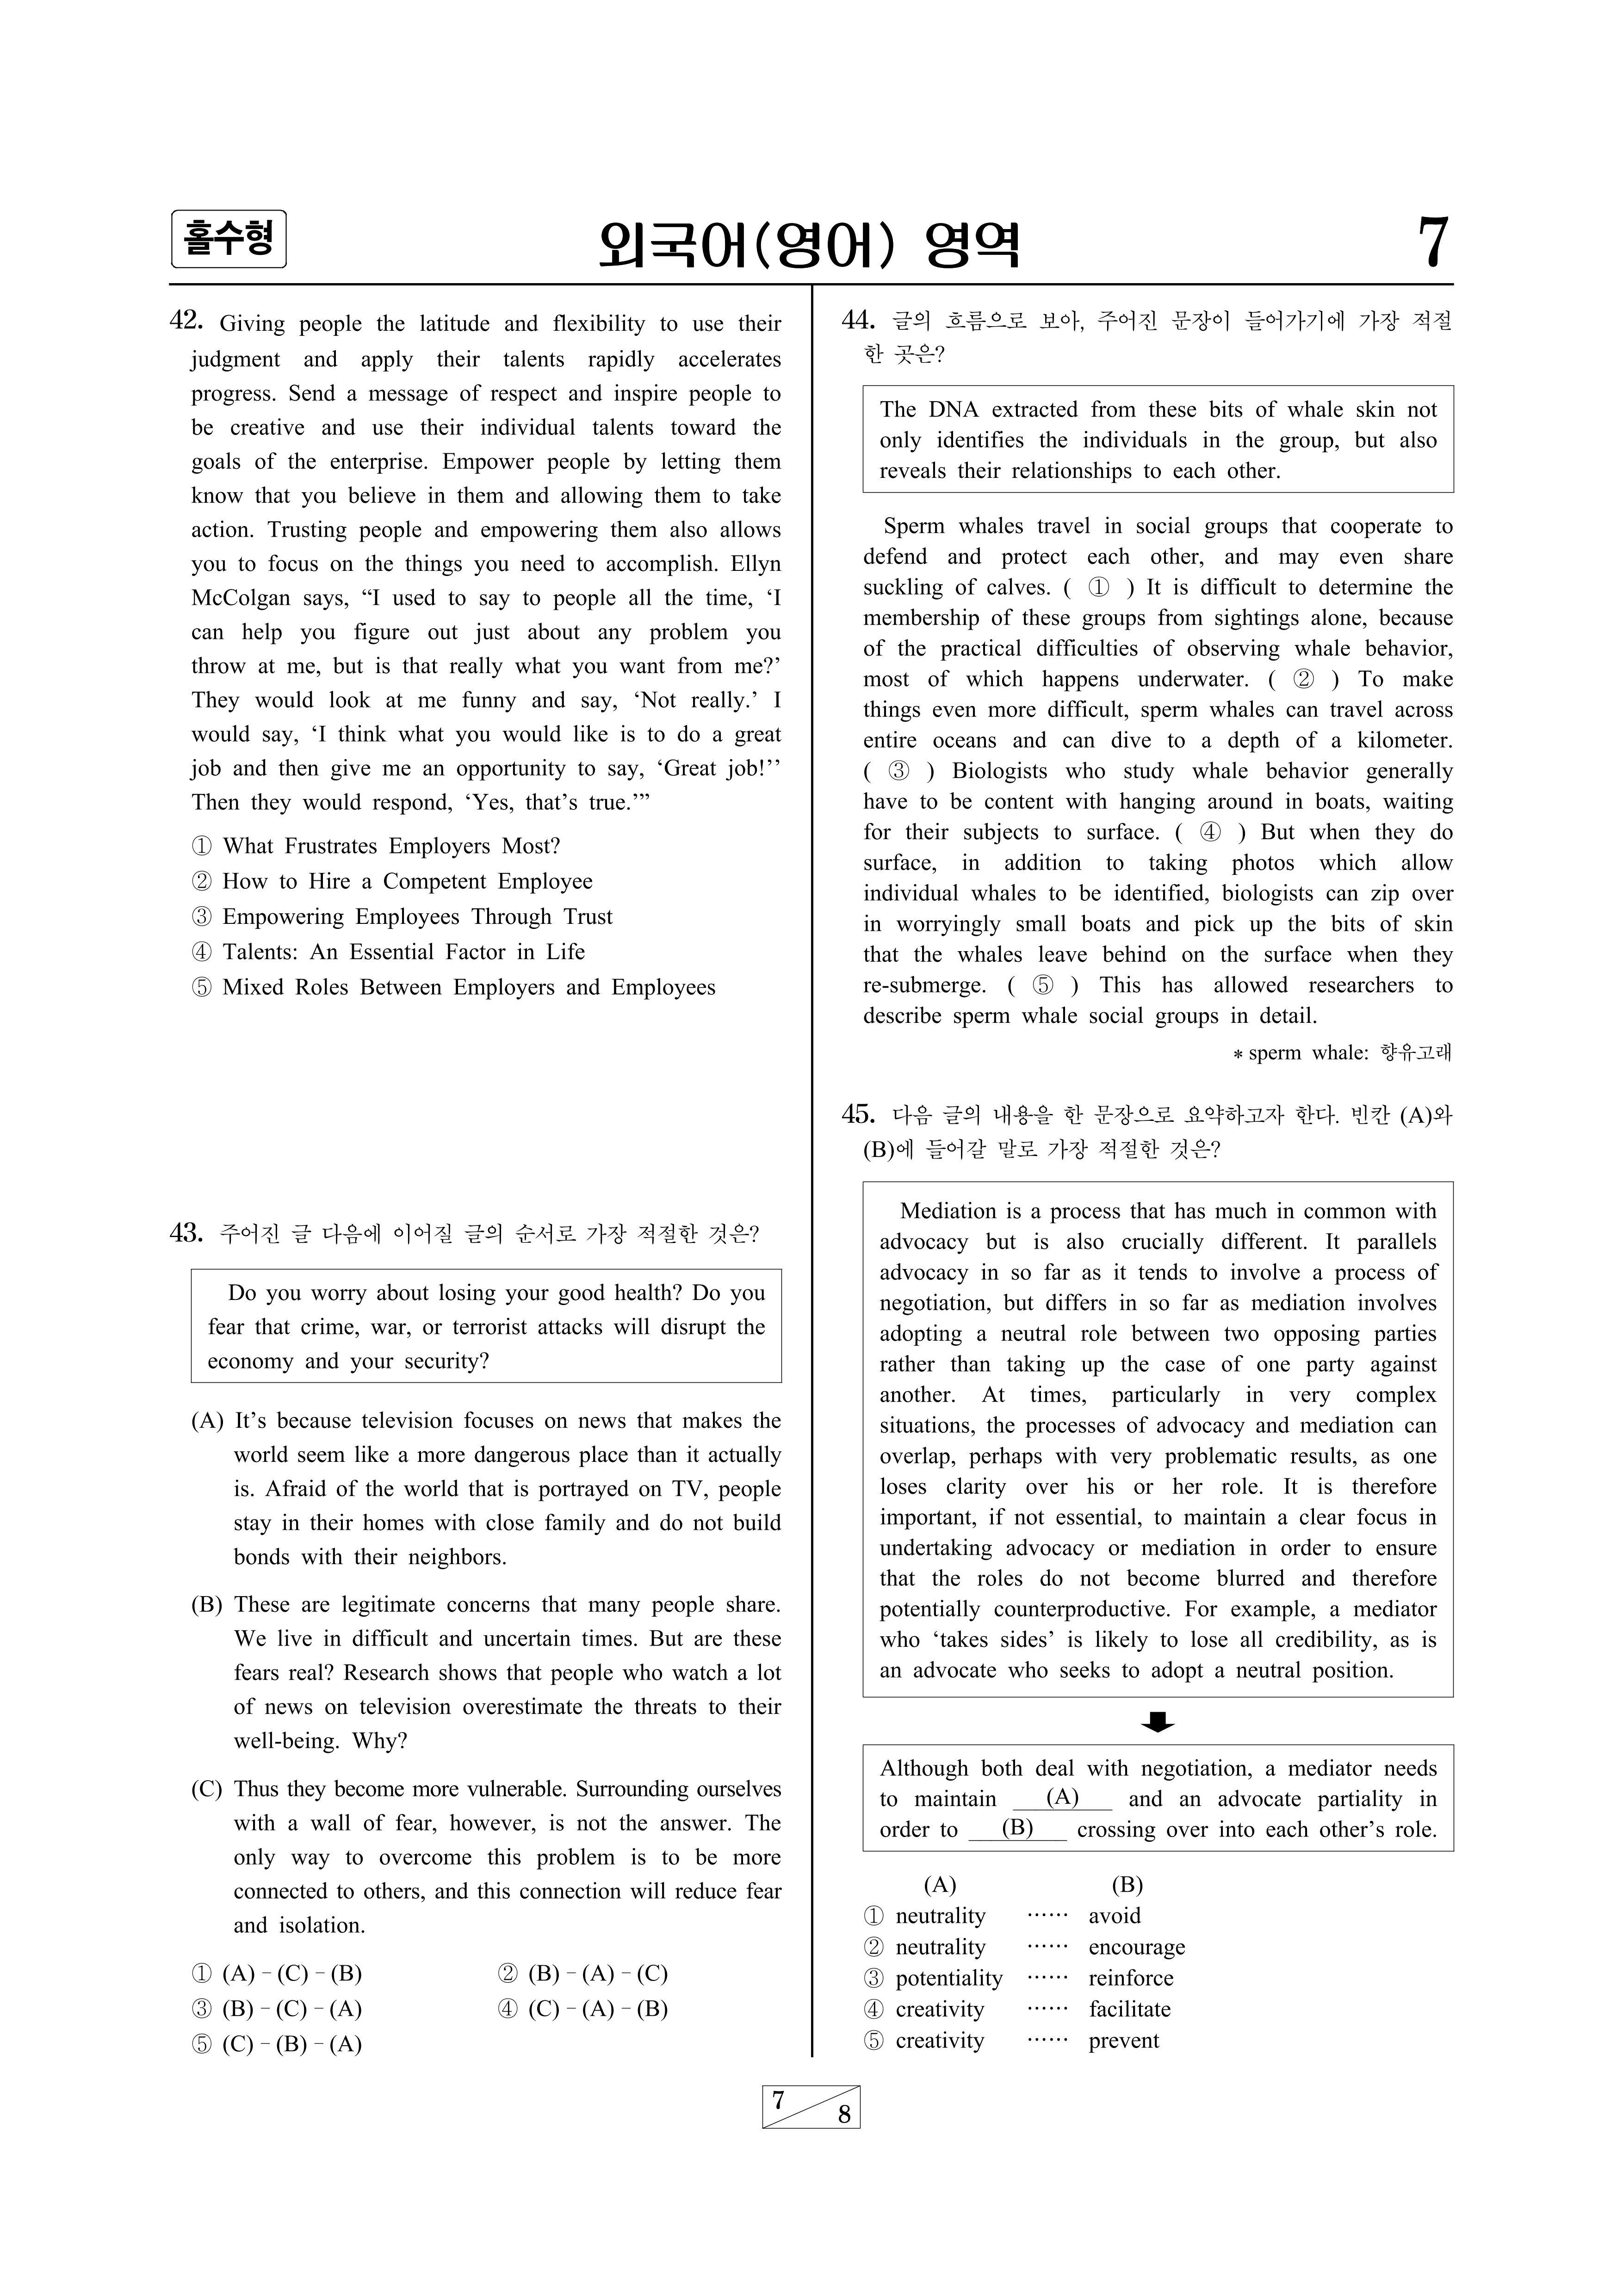 홀수형
외국어(영어) 영역
7
42. Giving people the latitude and flexibility to use their
judgment and apply their talents rapidly accelerates
progress. Send a message of respect and inspire people to
be creative and use their individual talents toward the
goals of the enterprise. Empower people by letting them
know that you believe in them and allowing them to take
action. Trusting people and empowering them also allows
you to focus on the things you need to accomplish. Ellyn
McColgan says, “I used to say to people all the time, ‘I
can help you figure out just about any problem you
throw at me, but is that really what you want from me?’
They would look at me funny and say, ‘Not really.’ I
would say, ‘I think what you would like is to do a great
job and then give me an opportunity to say, ‘Great job!’’
Then they would respond, ‘Yes, that’s true.’”
① What Frustrates Employers Most?
② How to Hire a Competent Employee
③ Empowering Employees Through Trust
④ Talents: An Essential Factor in Life
⑤ Mixed Roles Between Employers and Employees
43. 주어진 글 다음에 이어질 글의 순서로 가장 적절한 것은?
Do you worry about losing your good health? Do you
fear that crime, war, or terrorist attacks will disrupt the
economy and your security?
(A) It’s because television focuses on news that makes the
world seem like a more dangerous place than it actually
is. Afraid of the world that is portrayed on TV, people
stay in their homes with close family and do not build
bonds with their neighbors.
(B) These are legitimate concerns that many people share.
We live in difficult and uncertain times. But are these
fears real? Research shows that people who watch a lot
of news on television overestimate the threats to their
well-being. Why?
(C) Thus they become more vulnerable. Surrounding ourselves
with a wall of fear, however, is not the answer. The
only way to overcome this problem is to be more
connected to others, and this connection will reduce fear
and isolation.
① (A) - (C) - (B) ② (B) - (A) - (C)
③ (B) - (C) - (A) ④ (C) - (A) - (B)
⑤ (C) - (B) - (A)
44. 글의 흐름으로 보아, 주어진 문장이 들어가기에 가장 적절
한 곳은?
The DNA extracted from these bits of whale skin not
only identifies the individuals in the group, but also
reveals their relationships to each other.
Sperm whales travel in social groups that cooperate to
defend and protect each other, and may even share
suckling of calves. ( ① ) It is difficult to determine the
membership of these groups from sightings alone, because
of the practical difficulties of observing whale behavior,
most of which happens underwater. ( ② ) To make
things even more difficult, sperm whales can travel across
entire oceans and can dive to a depth of a kilometer.
( ③ ) Biologists who study whale behavior generally
have to be content with hanging around in boats, waiting
for their subjects to surface. ( ④ ) But when they do
surface, in addition to taking photos which allow
individual whales to be identified, biologists can zip over
in worryingly small boats and pick up the bits of skin
that the whales leave behind on the surface when they
re-submerge. ( ⑤ ) This has allowed researchers to
describe sperm whale social groups in detail.
* sperm whale: 향유고래
45. 다음 글의 내용을 한 문장으로 요약하고자 한다. 빈칸 (A)와
(B)에 들어갈 말로 가장 적절한 것은?
Mediation is a process that has much in common with
advocacy but is also crucially different. It parallels
advocacy in so far as it tends to involve a process of
negotiation, but differs in so far as mediation involves
adopting a neutral role between two opposing parties
rather than taking up the case of one party against
another. At times, particularly in very complex
situations, the processes of advocacy and mediation can
overlap, perhaps with very problematic results, as one
loses clarity over his or her role. It is therefore
important, if not essential, to maintain a clear focus in
undertaking advocacy or mediation in order to ensure
that the roles do not become blurred and therefore
potentially counterproductive. For example, a mediator
who ‘takes sides’ is likely to lose all credibility, as is
an advocate who seeks to adopt a neutral position.
Although both deal with negotiation, a mediator needs
to maintain (A) and an advocate partiality in
order to (B) crossing over into each other’s role.
(A) (B)
① neutrality …… avoid
② neutrality …… encourage
③ potentiality …… reinforce
④ creativity …… facilitate
⑤ creativity …… prevent
7
8